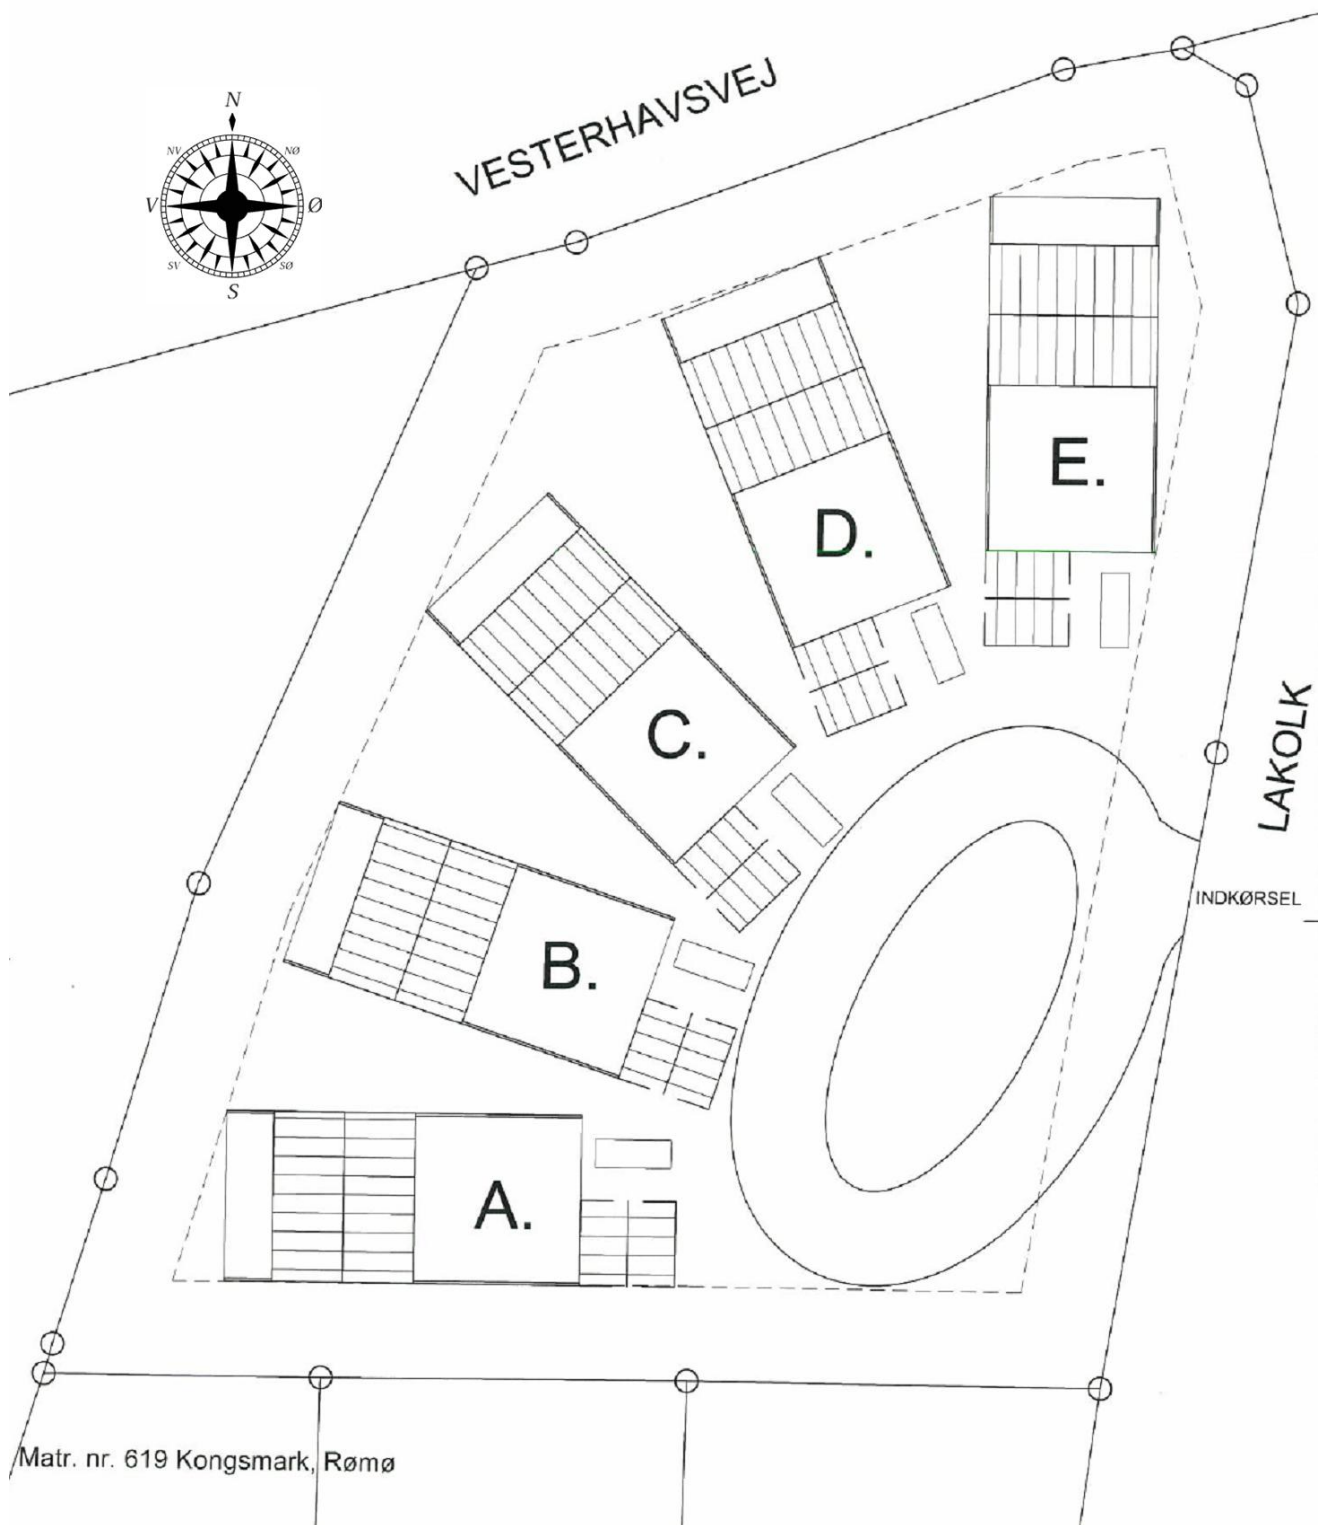 VESTERHAVSVEJ
N
NV
NØ
V
Ø
SV
SØ
S
E.
D.
C.
LAKOLK
INDKØRSEL
B.
A.
Matr. nr. 619 Kongsmark, Rømø